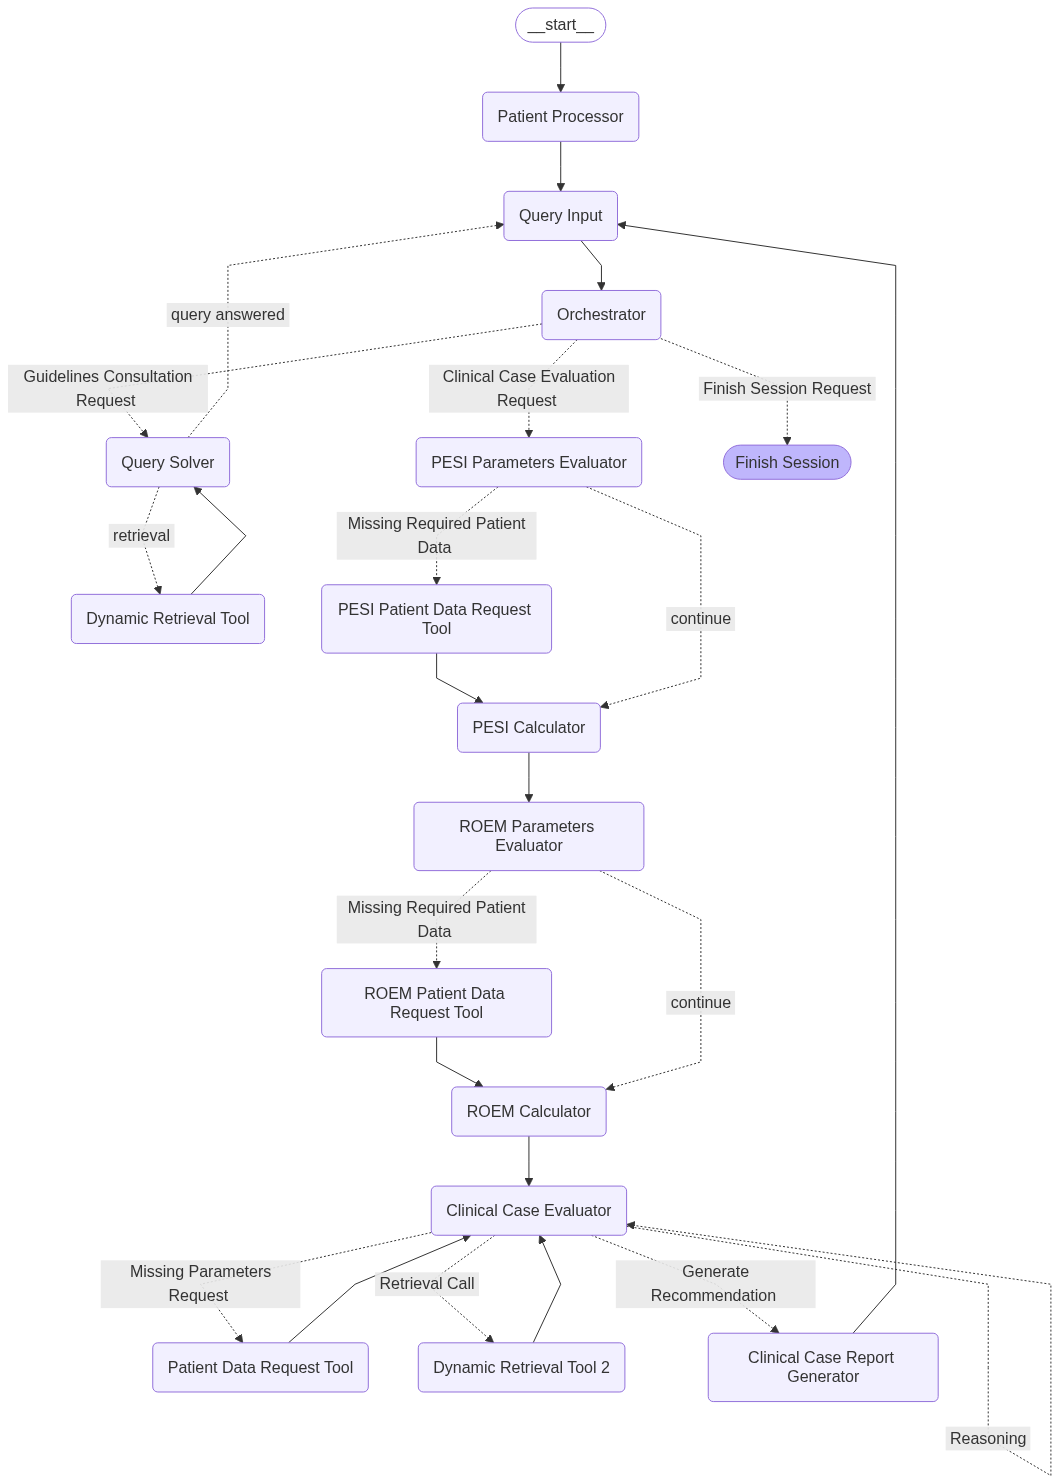 __start__
Patient Processor
Query Input
Orchestrator
query answered
Guidelines Consultation
Request
Clinical Case Evaluation
Request
Finish Session Request
Query Solver
PESI Parameters Evaluator
Finish Session
retrieval
Missing Required Patient
Data
Dynamic Retrieval Tool
PESI Patient Data Request
Tool
continue
PESI Calculator
ROEM Parameters
Evaluator
Missing Required Patient
Data
ROEM Patient Data
Request Tool
continue
ROEM Calculator
Clinical Case Evaluator
Missing Parameters
Request
Retrieval Call
Generate
Recommendation
Patient Data Request Tool
Dynamic Retrieval Tool 2
Clinical Case Report
Generator
Reasoning